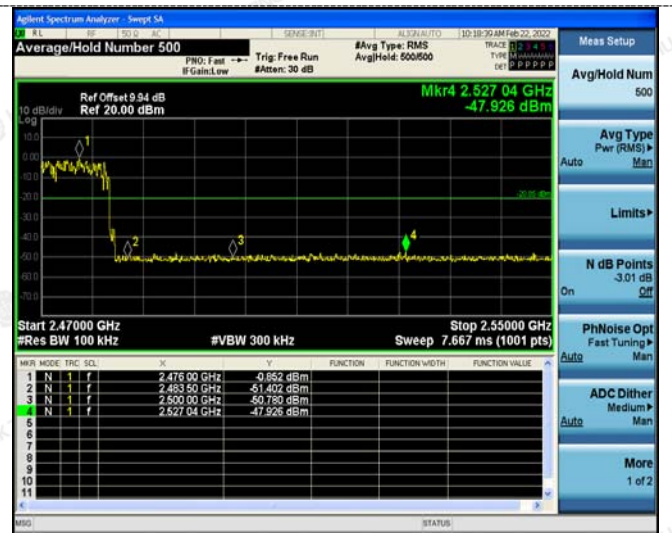 Agilent Spectrum Analyzer - Swept SA
RL RF 50 Ω AC SENSE:INT ALIGNAUTO 10:18:39 AM Feb 22, 2022
Average/Hold Number 500
PNO: Fast
IFGain:Low
Trig: Free Run
#Atten: 30 dB
#Avg Type: RMS
Avg|Hold: 500/500
TRACE 1 2 3 4 5 6
TYPE M
DET P P P P P P
Mkr4 2.527 04 GHz
-47.926 dBm
Ref Offset 9.94 dB
10 dB/div Ref 20.00 dBm
Log
10.0
0.00
-10.0
-20.0
-30.0
-40.0
-50.0
-60.0
-70.0
1
2
3
4
-20.85 dBm
Start 2.47000 GHz Stop 2.55000 GHz
#Res BW 100 kHz #VBW 300 kHz Sweep 7.667 ms (1001 pts)
MKR MODE TRC SCL X Y FUNCTION FUNCTION WIDTH FUNCTION VALUE
1 N 1 f 2.476 00 GHz -0.852 dBm
2 N 1 f 2.483 50 GHz -51.402 dBm
3 N 1 f 2.500 00 GHz -50.780 dBm
4 N 1 f 2.527 04 GHz -47.926 dBm
5
6
7
8
9
10
11
MSG STATUS
Meas Setup
Avg/Hold Num
500
Avg Type
Pwr (RMS)
Auto Man
Limits
N dB Points
-3.01 dB
On Off
PhNoise Opt
Fast Tuning
Auto Man
ADC Dither
Medium
Auto Man
More
1 of 2